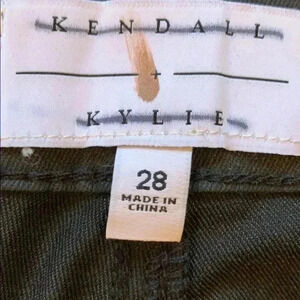 KENDALL
+
KYLIE
28
MADE IN
CHINA